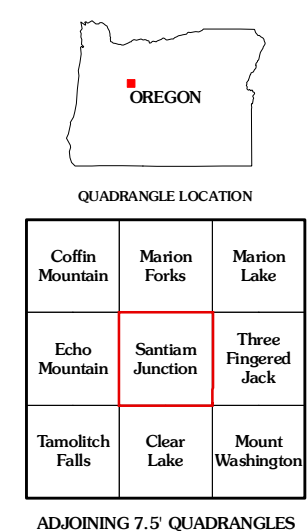 OREGON
QUADRANGLE LOCATION
Coffin
Mountain
Marion
Forks
Marion
Lake
Echo
Mountain
Santiam
Junction
Three
Fingered
Jack
Tamolitch
Falls
Clear
Lake
Mount
Washington
ADJOINING 7.5' QUADRANGLES